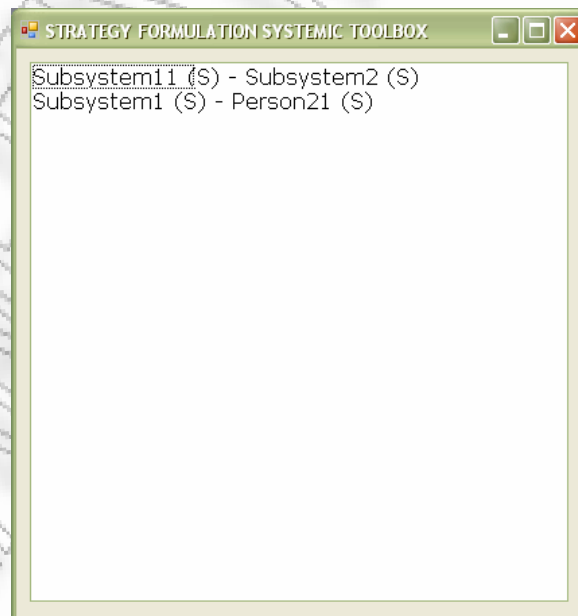 STRATEGY FORMULATION SYSTEMIC TOOLBOX
Subsystem11 (S) - Subsystem2 (S)
Subsystem1 (S) - Person21 (S)